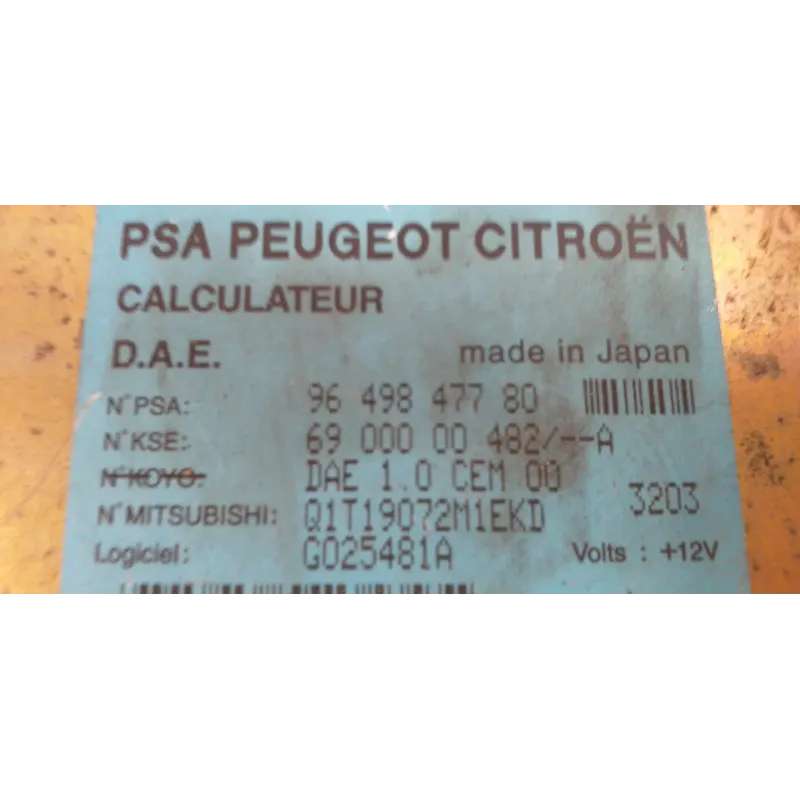 PSA PEUGEOT CITROËN
CALCULATEUR
D.A.E. made in Japan
N°PSA: 96 498 477 80
N°KSE: 69 000 00 482/--A
N°KOYO: DAE 1.0 CEM 00
N°MITSUBISHI: Q1T19072M1EKD 3203
Logiciel: G025481A Volts : +12V